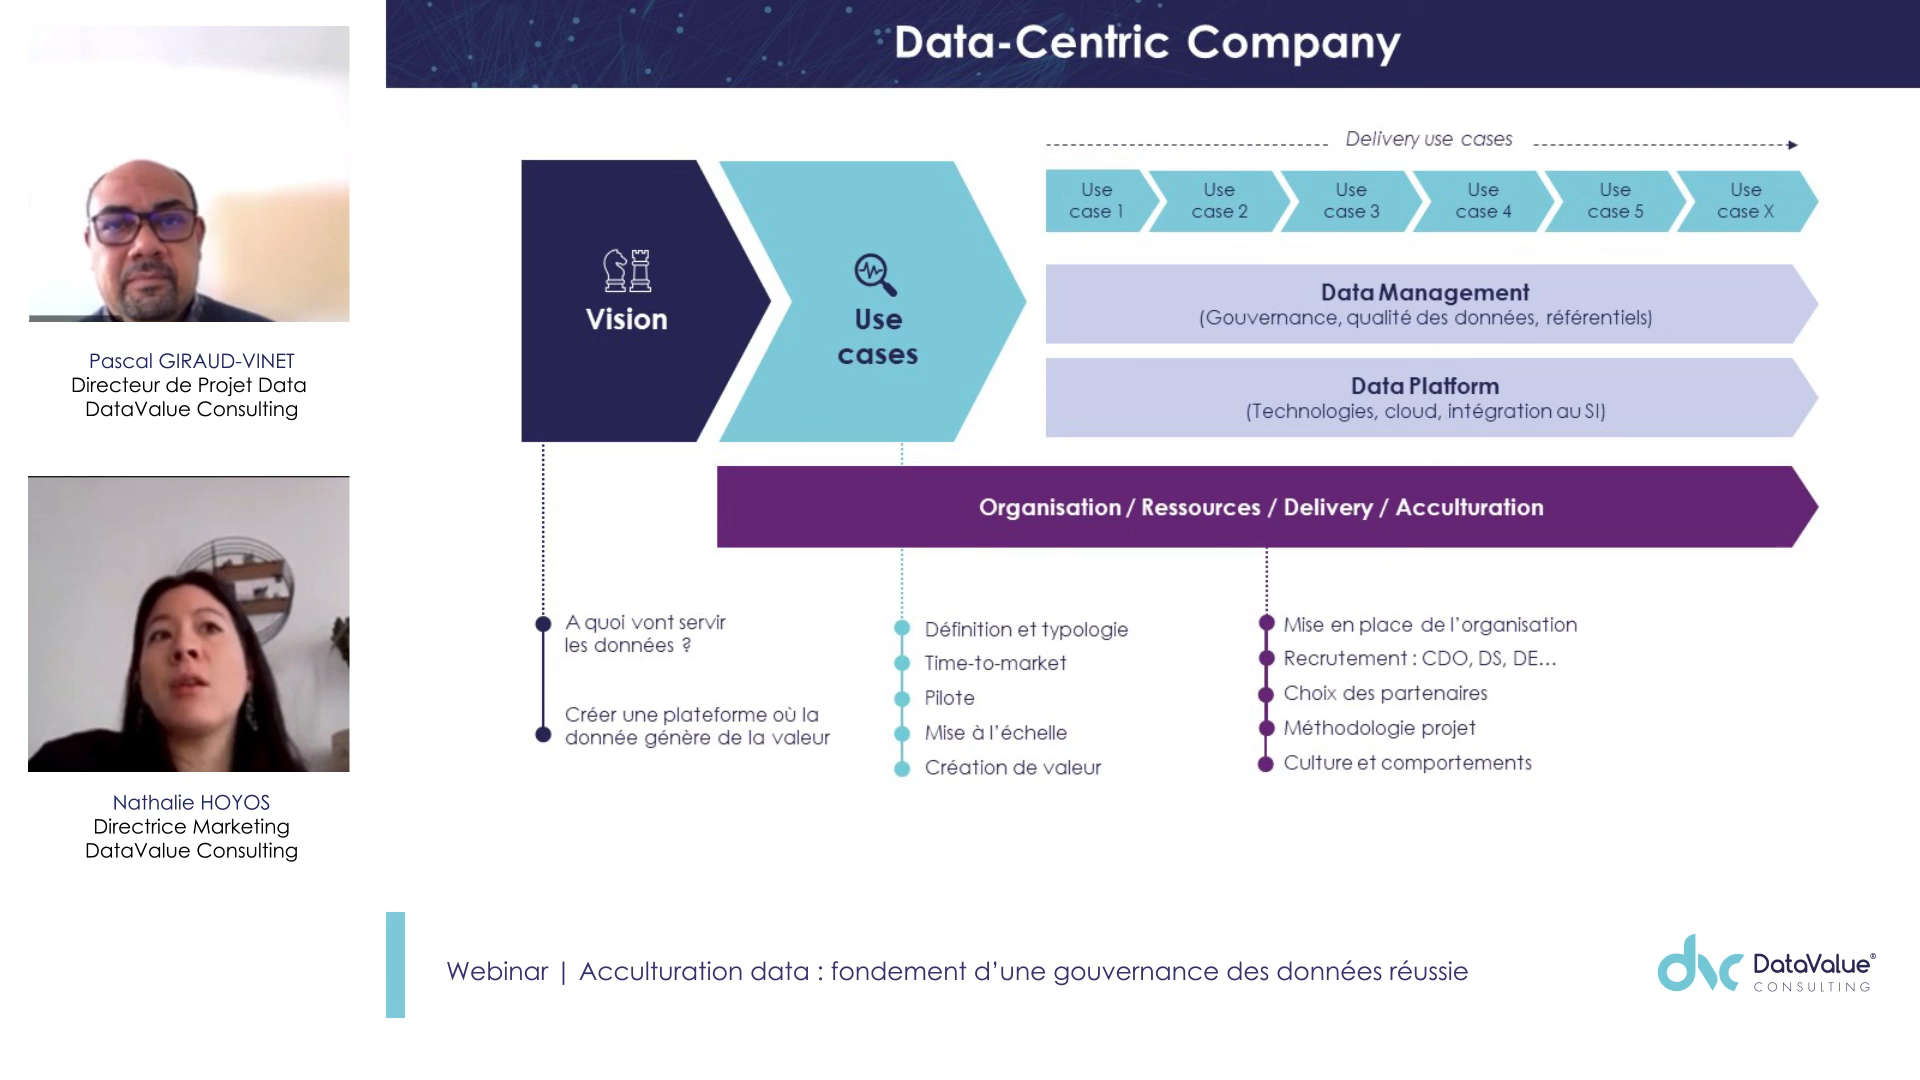 Data-Centric Company
Pascal GIRAUD-VINET
Directeur de Projet Data
DataValue Consulting
Nathalie HOYOS
Directrice Marketing
DataValue Consulting
Vision
Use
cases
Delivery use cases
Use
case 1
Use
case 2
Use
case 3
Use
case 4
Use
case 5
Use
case X
Data Management
(Gouvernance, qualité des données, référentiels)
Data Platform
(Technologies, cloud, intégration au SI)
Organisation / Ressources / Delivery / Acculturation
A quoi vont servir
les données ?
Créer une plateforme où la
donnée génère de la valeur
Définition et typologie
Time-to-market
Pilote
Mise à l’échelle
Création de valeur
Mise en place de l’organisation
Recrutement : CDO, DS, DE...
Choix des partenaires
Méthodologie projet
Culture et comportements
Webinar | Acculturation data : fondement d’une gouvernance des données réussie
dvc DataValue®
CONSULTING